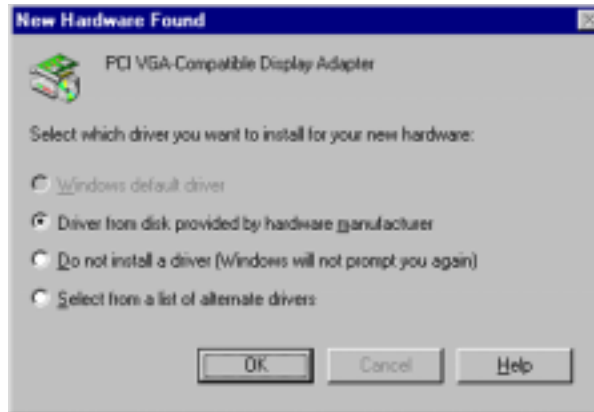 New Hardware Found
PCI VGA-Compatible Display Adapter
Select which driver you want to install for your new hardware:
Windows default driver
Driver from disk provided by hardware manufacturer
Do not install a driver (Windows will not prompt you again)
Select from a list of alternate drivers
OK Cancel Help